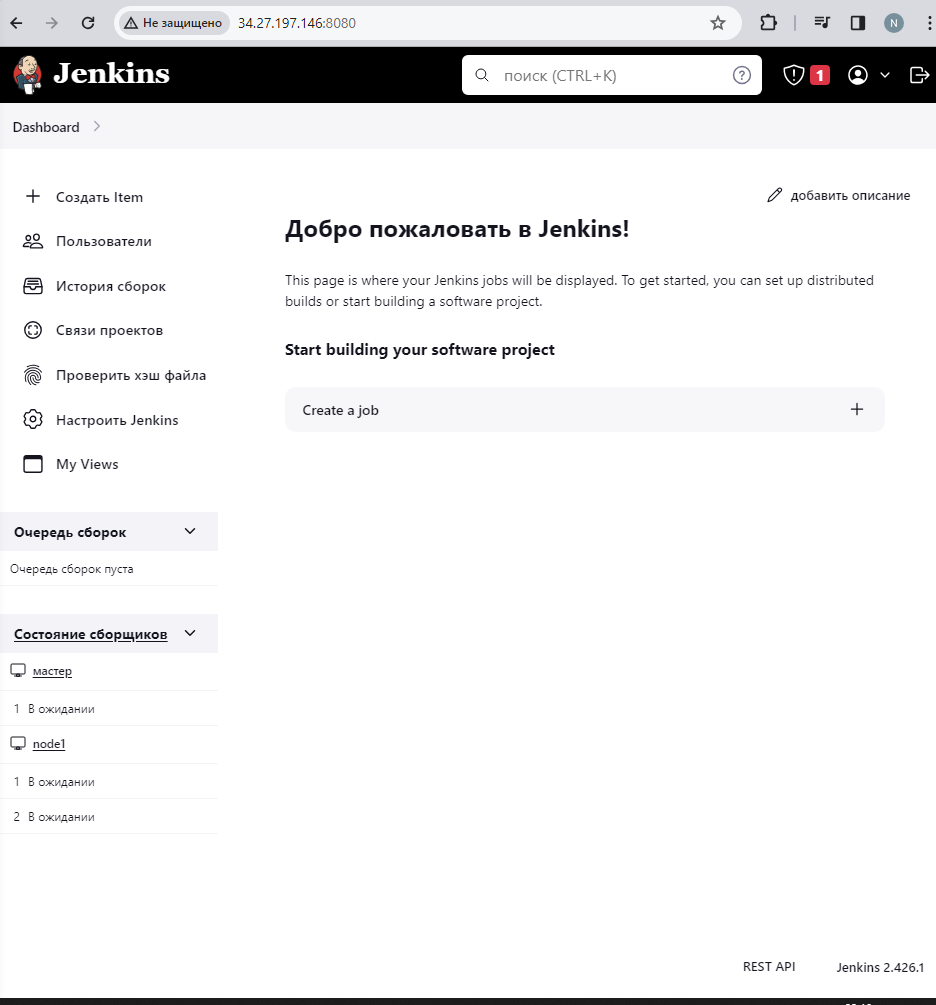 Не защищено 34.27.197.146:8080 N
Jenkins поиск (CTRL+K) 1
Dashboard
Создать Item
Пользователи
История сборок
Связи проектов
Проверить хэш файла
Настроить Jenkins
My Views
Очередь сборок
Очередь сборок пуста
Состояние сборщиков
мастер
1 В ожидании
node1
1 В ожидании
2 В ожидании
добавить описание
Добро пожаловать в Jenkins!
This page is where your Jenkins jobs will be displayed. To get started, you can set up distributed
builds or start building a software project.
Start building your software project
Create a job
REST API Jenkins 2.426.1